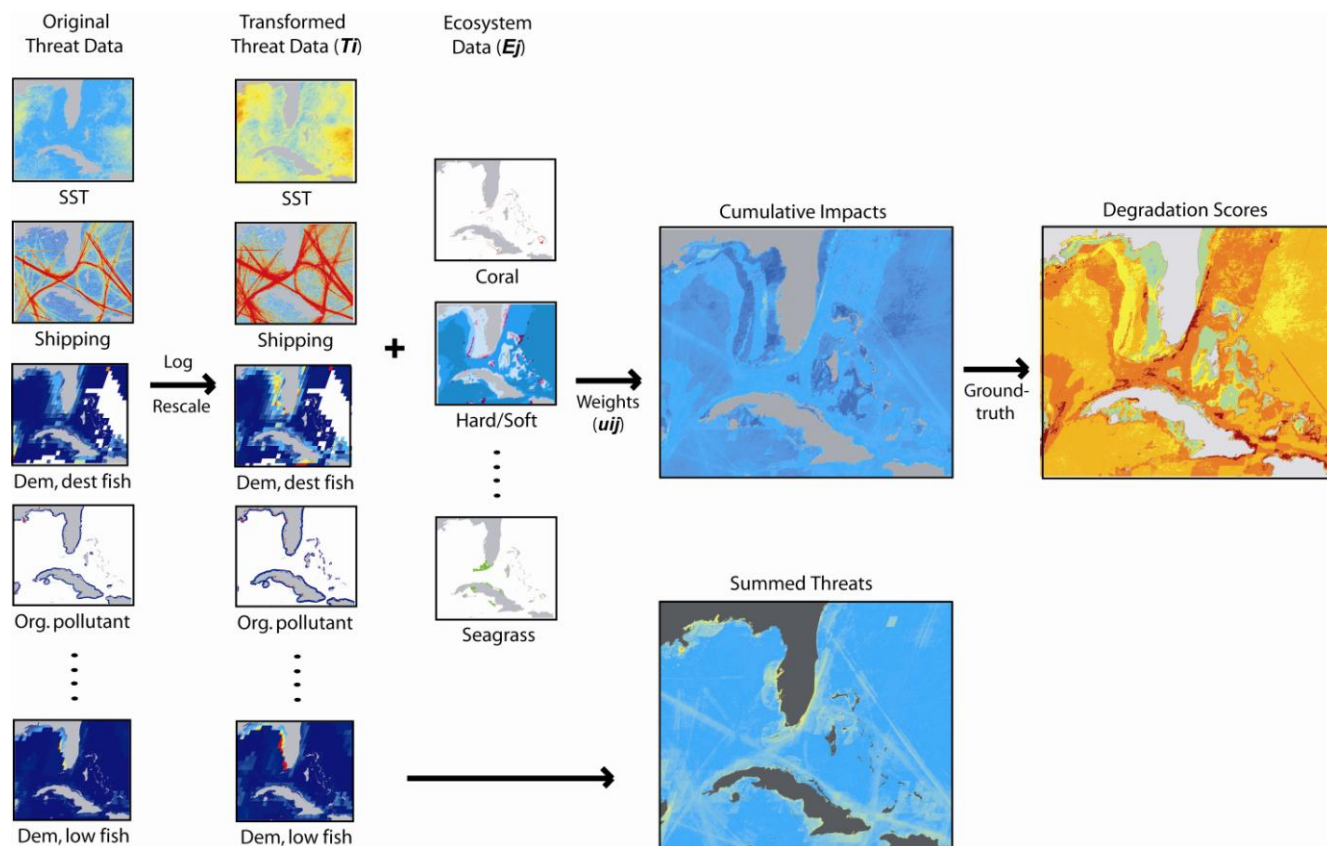 Original
Threat Data
Transformed
Threat Data (Ti)
Ecosystem
Data (Ej)
SST
SST
Coral
Cumulative Impacts
Degradation Scores
Shipping
Shipping
Log
Rescale
+
Hard/Soft
Weights
(uij)
Ground-
truth
Dem, dest fish
Dem, dest fish
Org. pollutant
Org. pollutant
Seagrass
Summed Threats
Dem, low fish
Dem, low fish